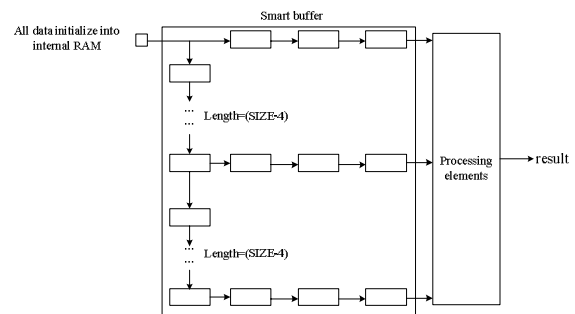 Smart buffer
All data initialize into
internal RAM
...
...
Length=(SIZE-4)
Processing
elements
result
...
...
Length=(SIZE-4)